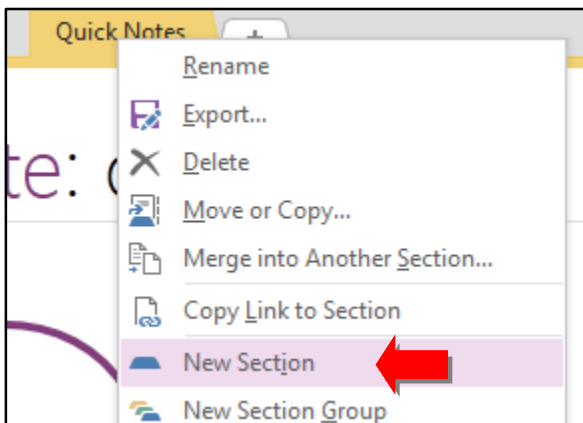 Quick Notes +
Rename
Export...
te:
Delete
Move or Copy...
Merge into Another Section...
Copy Link to Section
New Section
New Section Group